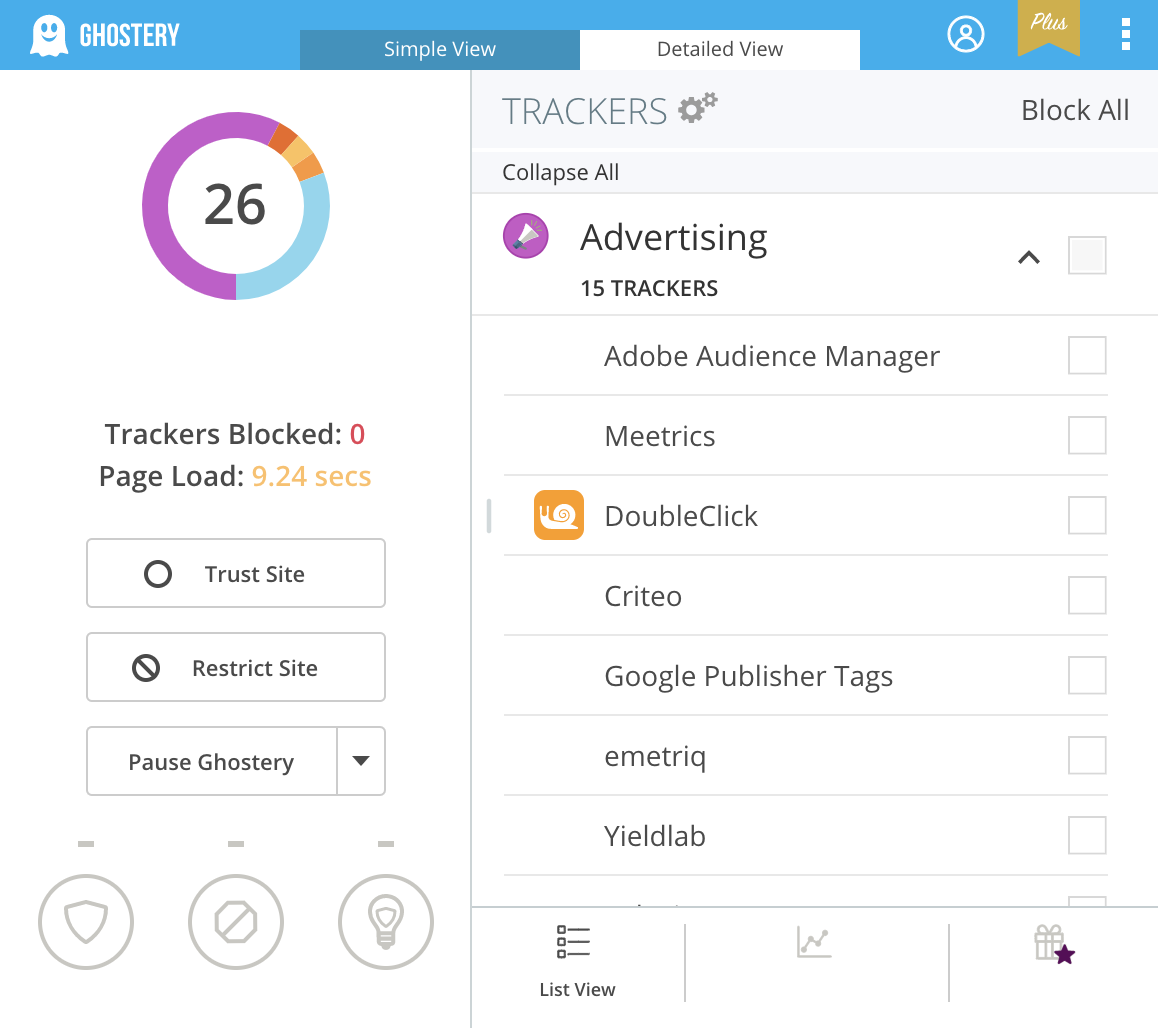 GHOSTERY
Simple View
Detailed View
Plus
26
Trackers Blocked: 0
Page Load: 9.24 secs
Trust Site
Restrict Site
Pause Ghostery
TRACKERS
Block All
Collapse All
Advertising
15 TRACKERS
Adobe Audience Manager
Meetrics
DoubleClick
Criteo
Google Publisher Tags
emetriq
Yieldlab
List View